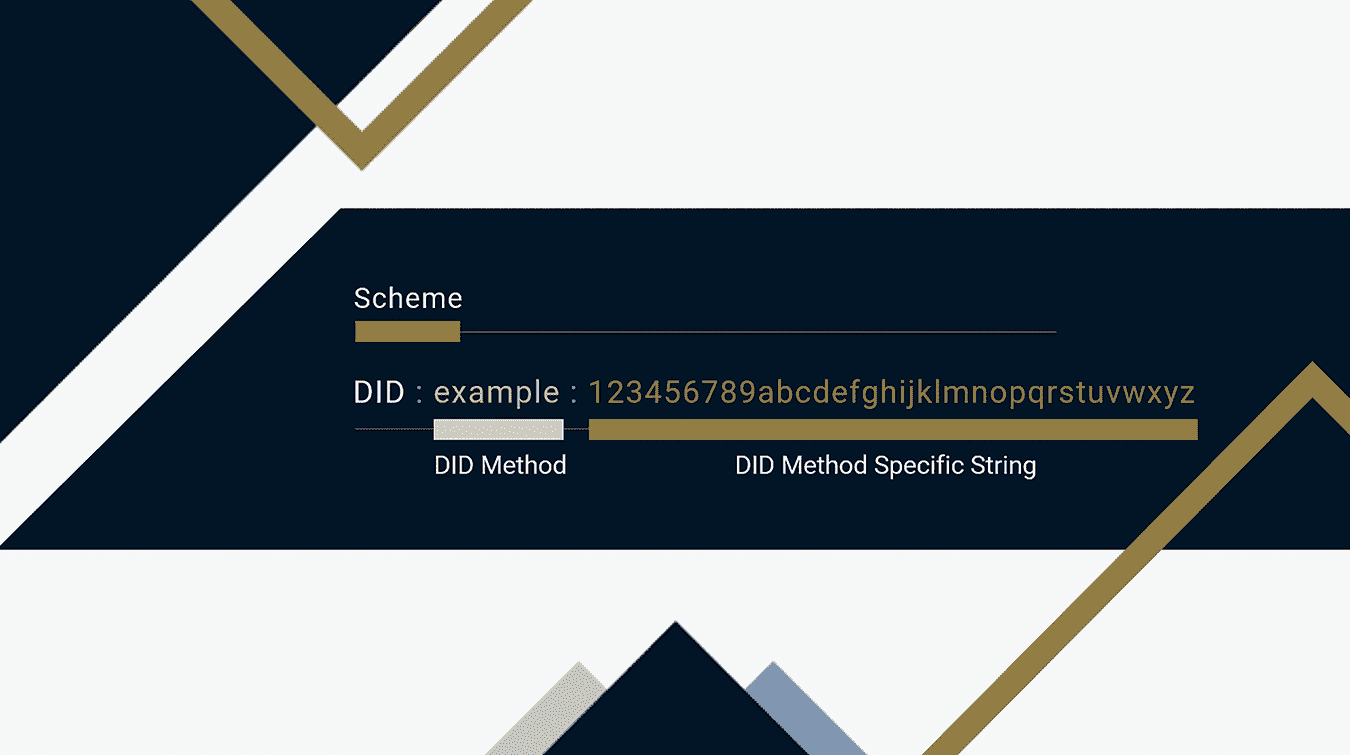 Scheme
DID : example : 123456789abcdefghijklmnopqrstuvwxyz
DID Method
DID Method Specific String